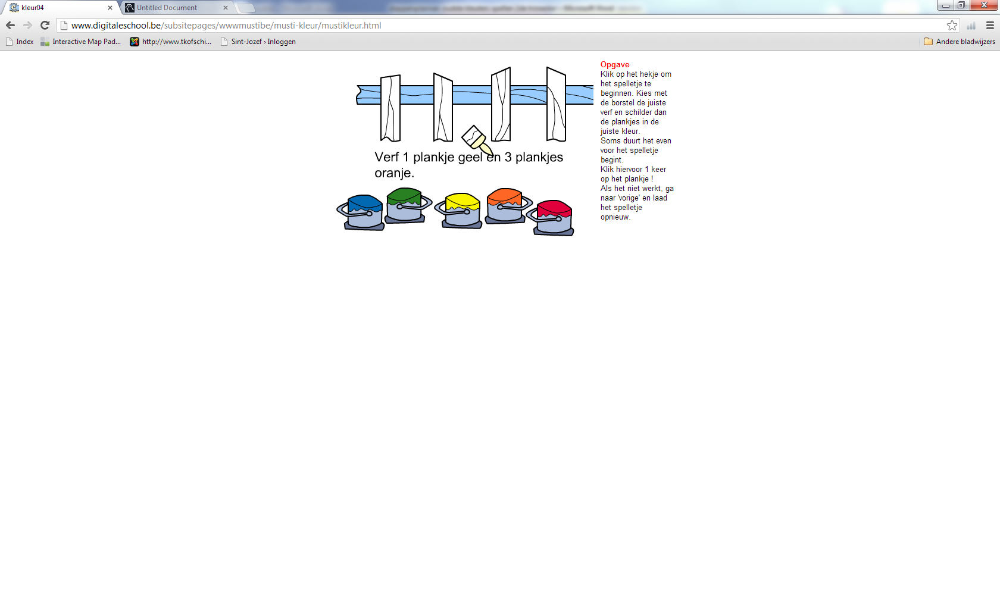 kleur04
Untitled Document
www.digitaleschool.be/subsitepages/wwwmustibe/musti-kleur/mustikleur.html
Index
Interactive Map Pad...
http://www.tkofschi...
Sint-Jozef › Inloggen
Andere bladwijzers
Verf 1 plankje geel en 3 plankjes
oranje.
Opgave
Klik op het hekje om
het spelletje te
beginnen. Kies met
de borstel de juiste
verf en schilder dan
de plankjes in de
juiste kleur.
Soms duurt het even
voor het spelletje
begint.
Klik hiervoor 1 keer
op het plankje !
Als het niet werkt, ga
naar 'vorige' en laad
het spelletje
opnieuw.